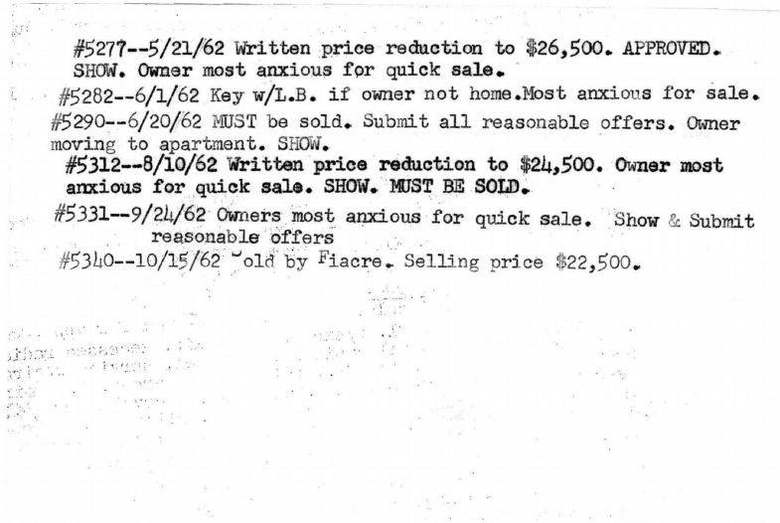 #5277--5/21/62 Written price reduction to $26,500. APPROVED.
SHOW. Owner most anxious for quick sale.
#5282--6/1/62 Key w/L.B. if owner not home.Most anxious for sale.
#5290--6/20/62 MUST be sold. Submit all reasonable offers. Owner
moving to apartment. SHOW.
#5312--8/10/62 Written price reduction to $24,500. Owner most
anxious for quick sale. SHOW. MUST BE SOLD.
#5331--9/24/62 Owners most anxious for quick sale. Show & Submit
reasonable offers
#5340--10/15/62 Sold by Fiacre. Selling price $22,500.